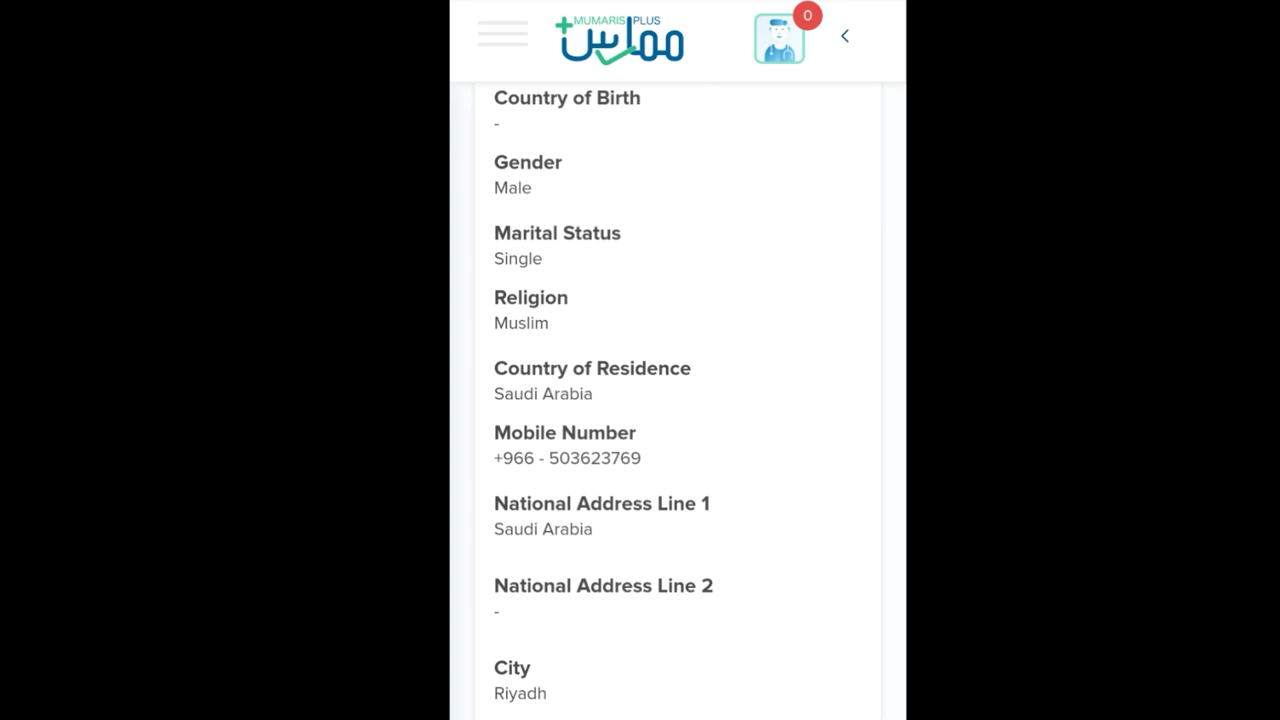 MUMARIS PLUS
ممارس
0
Country of Birth
-
Gender
Male
Marital Status
Single
Religion
Muslim
Country of Residence
Saudi Arabia
Mobile Number
+966 - 503623769
National Address Line 1
Saudi Arabia
National Address Line 2
-
City
Riyadh